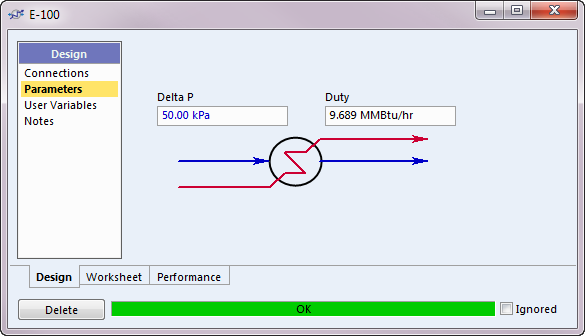 E-100
Design
Connections
Parameters
User Variables
Notes
Delta P
Duty
50.00 kPa
9.689 MMBtu/hr
Design
Worksheet
Performance
Delete
OK
Ignored